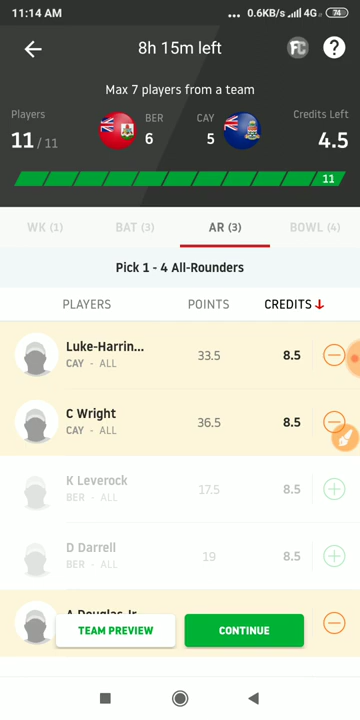 11:14 AM ... 0.6KB/s 4G 74
8h 15m left FC ?
Max 7 players from a team
Players BER CAY Credits Left
11 / 11 6 5 4.5
11
WK (1) BAT (3) AR (3) BOWL (4)
Pick 1 - 4 All-Rounders
PLAYERS POINTS CREDITS
Luke-Harrin...
CAY - ALL 33.5 8.5
C Wright
CAY - ALL 36.5 8.5
K Leverock
BER - ALL 17.5 8.5
D Darrell
BER - ALL 19 8.5
A Douglas Jr
TEAM PREVIEW CONTINUE